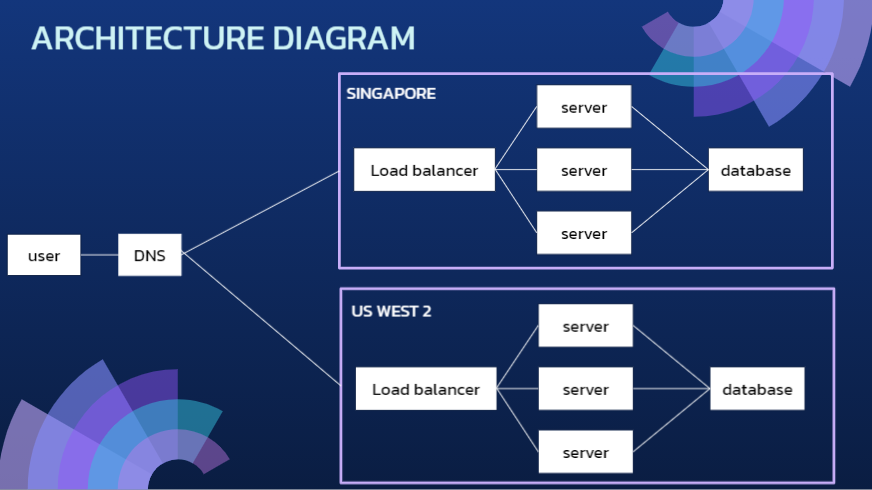 ARCHITECTURE DIAGRAM
SINGAPORE
server
Load balancer
server
database
server
user
DNS
US WEST 2
server
Load balancer
server
database
server